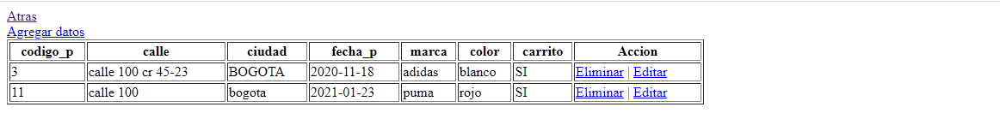 Atras
Agregar datos
codigo_p calle ciudad fecha_p marca color carrito Accion
3 calle 100 cr 45-23 BOGOTA 2020-11-18 adidas blanco SI Eliminar | Editar
11 calle 100 bogota 2021-01-23 puma rojo SI Eliminar | Editar